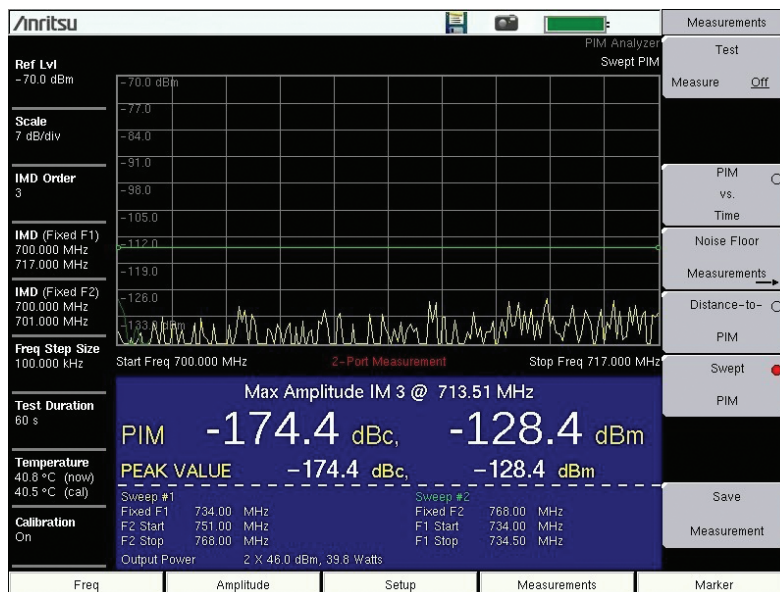 /Inritsu
Measurements
PIM Analyzer
Swept PIM
Ref Lvl
-70.0 dBm
Scale
7 dB/div
IMD Order
3
IMD (Fixed F1)
700.000 MHz
717.000 MHz
IMD (Fixed F2)
700.000 MHz
701.000 MHz
Freq Step Size
100.000 kHz
Test Duration
60 s
Temperature
40.8 °C (now)
40.5 °C (cal)
Calibration
On
-70.0 dBm
-77.0
-84.0
-91.0
-98.0
-105.0
-112.0
-119.0
-126.0
-133.0 dBm
Start Freq 700.000 MHz
2-Port Measurement
Stop Freq 717.000 MHz
Max Amplitude IM 3 @ 713.51 MHz
PIM -174.4 dBc, -128.4 dBm
PEAK VALUE -174.4 dBc, -128.4 dBm
Sweep #1
Fixed F1 734.00 MHz
F2 Start 751.00 MHz
F2 Stop 768.00 MHz
Sweep #2
Fixed F2 768.00 MHz
F1 Start 734.00 MHz
F1 Stop 734.50 MHz
Output Power 2 X 46.0 dBm, 39.8 Watts
Test
Measure Off
PIM
vs.
Time
Noise Floor
Measurements
Distance-to-
PIM
Swept
PIM
Save
Measurement
Freq
Amplitude
Setup
Measurements
Marker